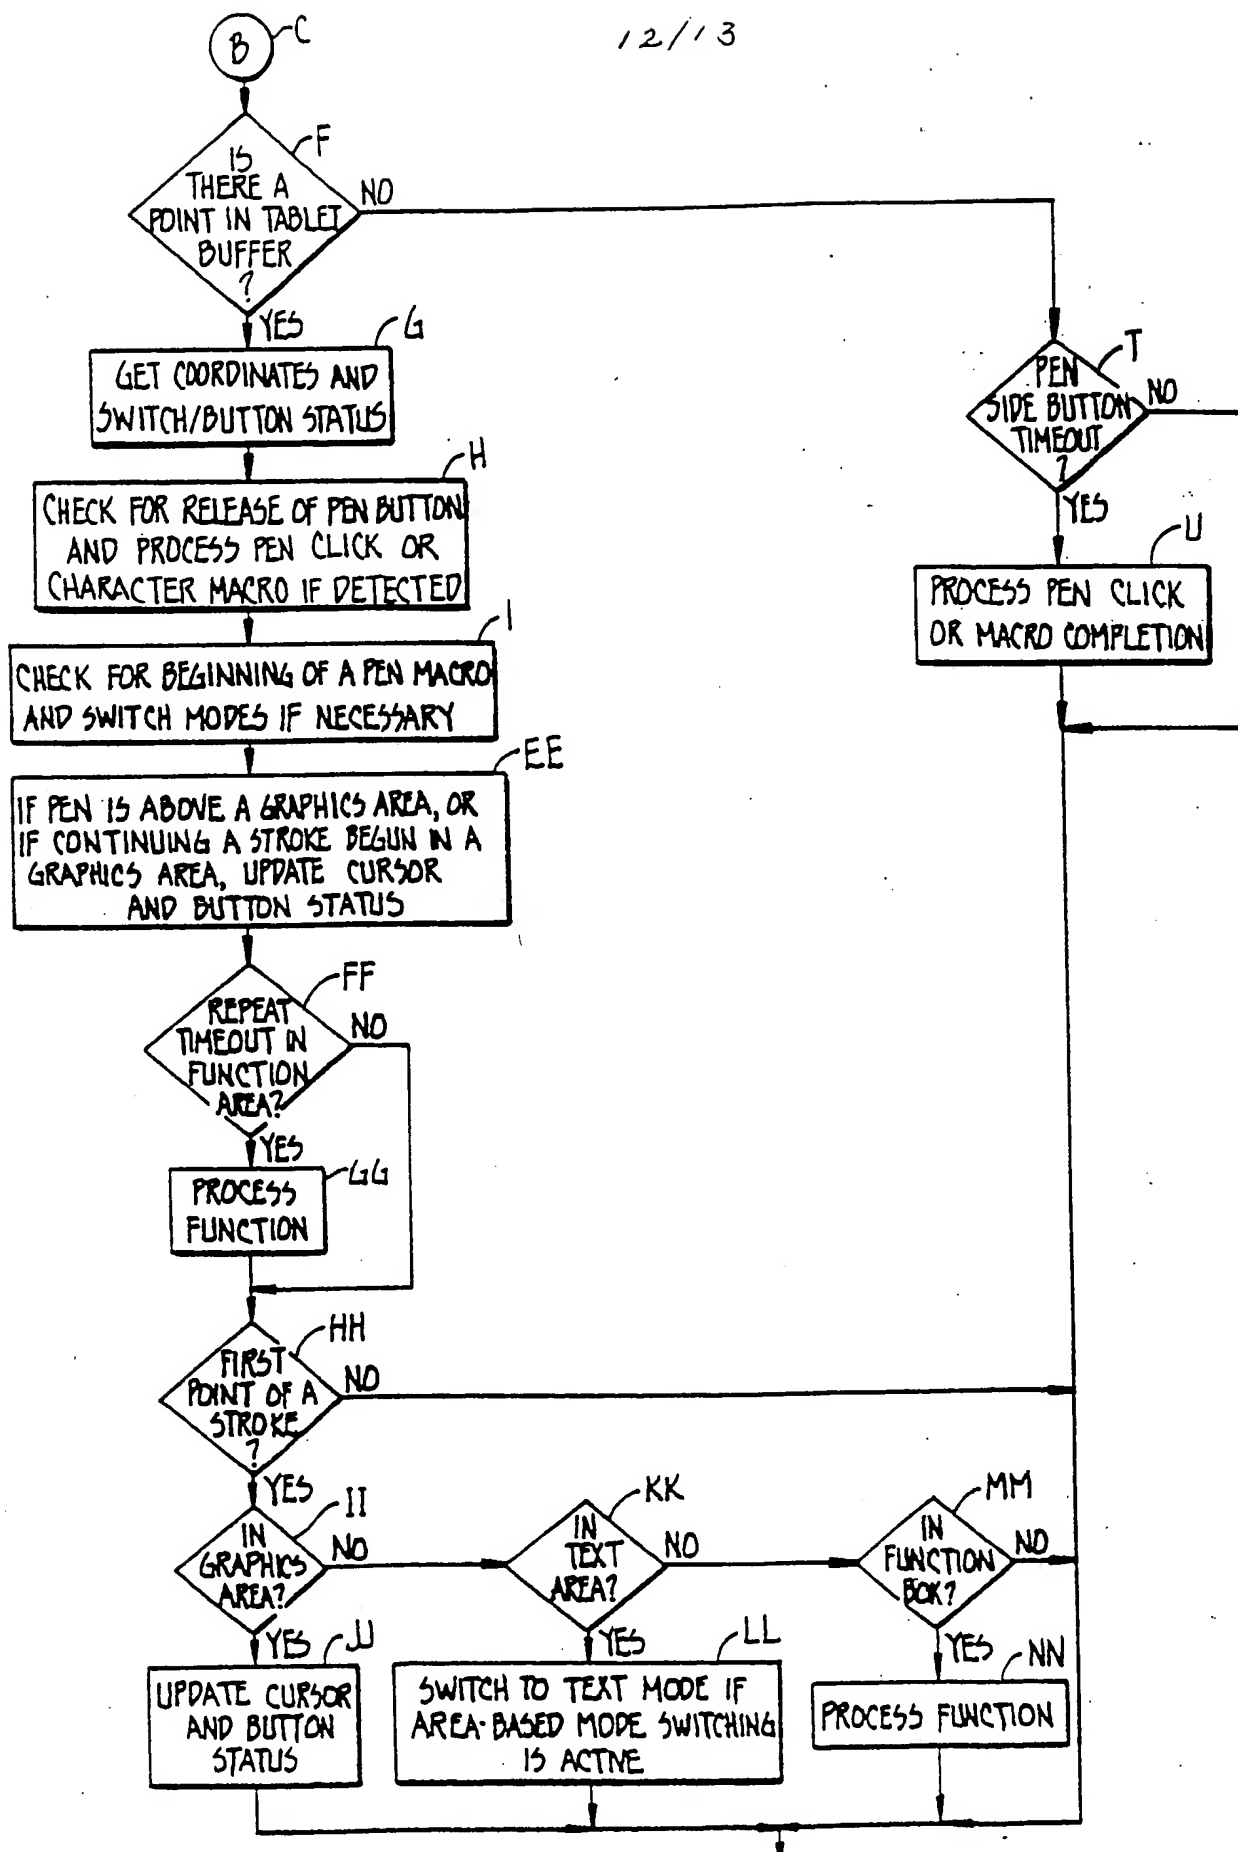 12/13
B
C
F
IS
THERE A
POINT IN TABLET
BUFFER
?
NO
YES
G
GET COORDINATES AND
SWITCH/BUTTON STATUS
T
PEN
SIDE BUTTON
TIMEOUT
?
NO
YES
H
CHECK FOR RELEASE OF PEN BUTTON
AND PROCESS PEN CLICK OR
CHARACTER MACRO IF DETECTED
U
PROCESS PEN CLICK
OR MACRO COMPLETION
I
CHECK FOR BEGINNING OF A PEN MACRO
AND SWITCH MODES IF NECESSARY
EE
IF PEN IS ABOVE A GRAPHICS AREA, OR
IF CONTINUING A STROKE BEGUN IN A
GRAPHICS AREA, UPDATE CURSOR
AND BUTTON STATUS
FF
REPEAT
TIMEOUT IN
FUNCTION
AREA?
NO
YES
GG
PROCESS
FUNCTION
HH
FIRST
POINT OF A
STROKE
?
NO
YES
II
IN
GRAPHICS
AREA?
NO
YES
KK
IN
TEXT
AREA?
NO
YES
MM
IN
FUNCTION
BOX?
NO
YES
JJ
UPDATE CURSOR
AND BUTTON
STATUS
LL
SWITCH TO TEXT MODE IF
AREA-BASED MODE SWITCHING
IS ACTIVE
NN
PROCESS FUNCTION